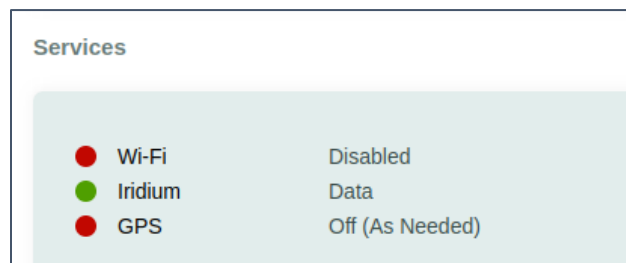 Services
Wi-Fi Disabled
Iridium Data
GPS Off (As Needed)